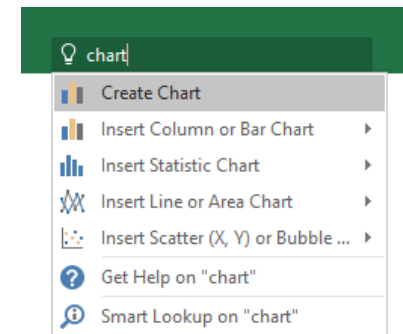 chart
Create Chart
Insert Column or Bar Chart
Insert Statistic Chart
Insert Line or Area Chart
Insert Scatter (X, Y) or Bubble ...
Get Help on "chart"
Smart Lookup on "chart"